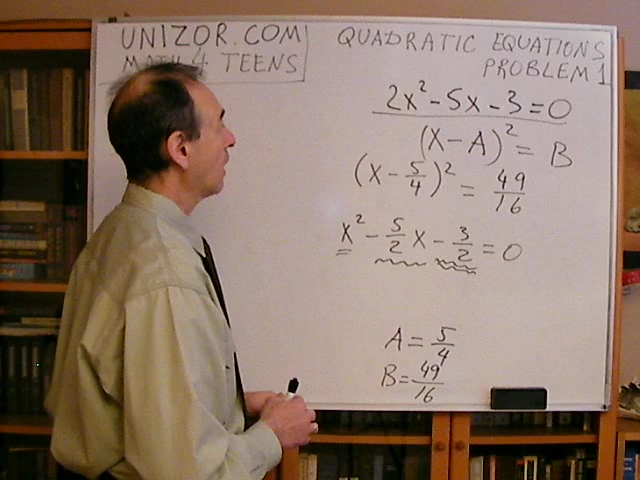 UNIZOR.COM
MATH 4 TEENS
QUADRATIC EQUATIONS
PROBLEM 1
2x² - 5x - 3 = 0
(X - A)² = B
(X - 5/4)² = 49/16
X² - 5/2 X - 3/2 = 0
A = 5/4
B = 49/16